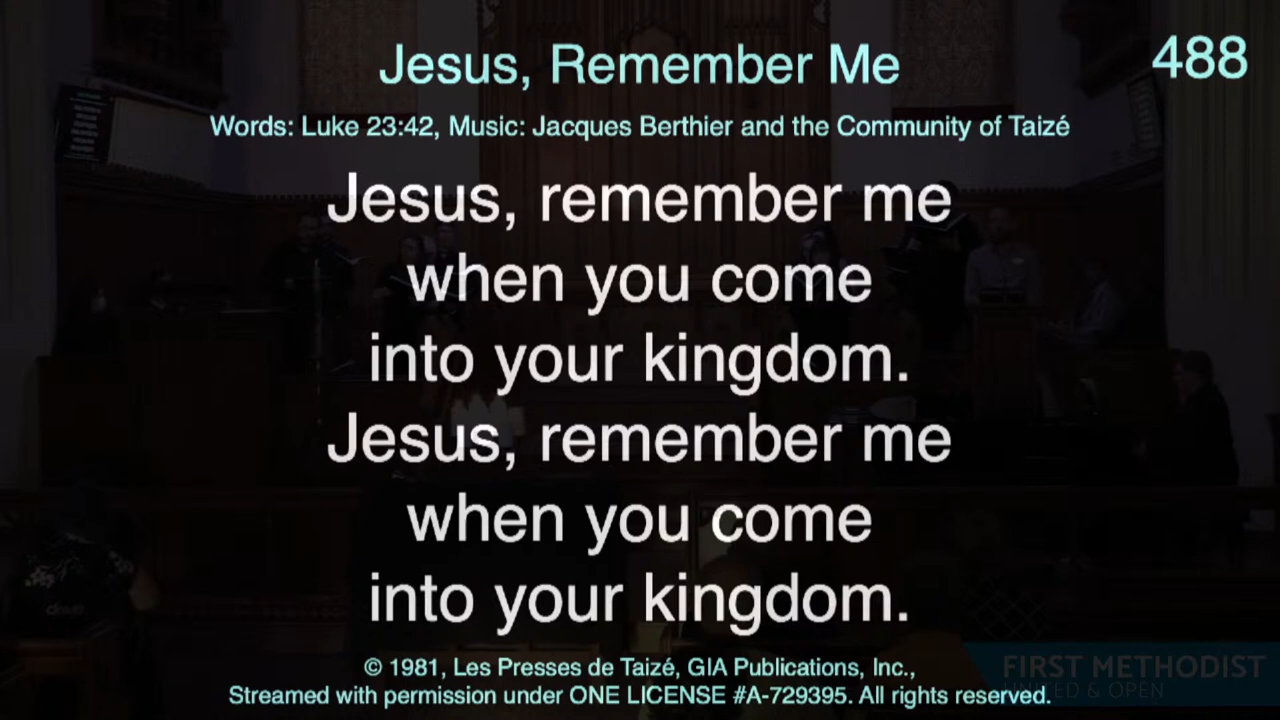 Jesus, Remember Me
488
Words: Luke 23:42, Music: Jacques Berthier and the Community of Taizé
Jesus, remember me
when you come
into your kingdom.
Jesus, remember me
when you come
into your kingdom.
© 1981, Les Presses de Taizé, GIA Publications, Inc.,
Streamed with permission under ONE LICENSE #A-729395. All rights reserved.
FIRST METHODIST
& OPEN